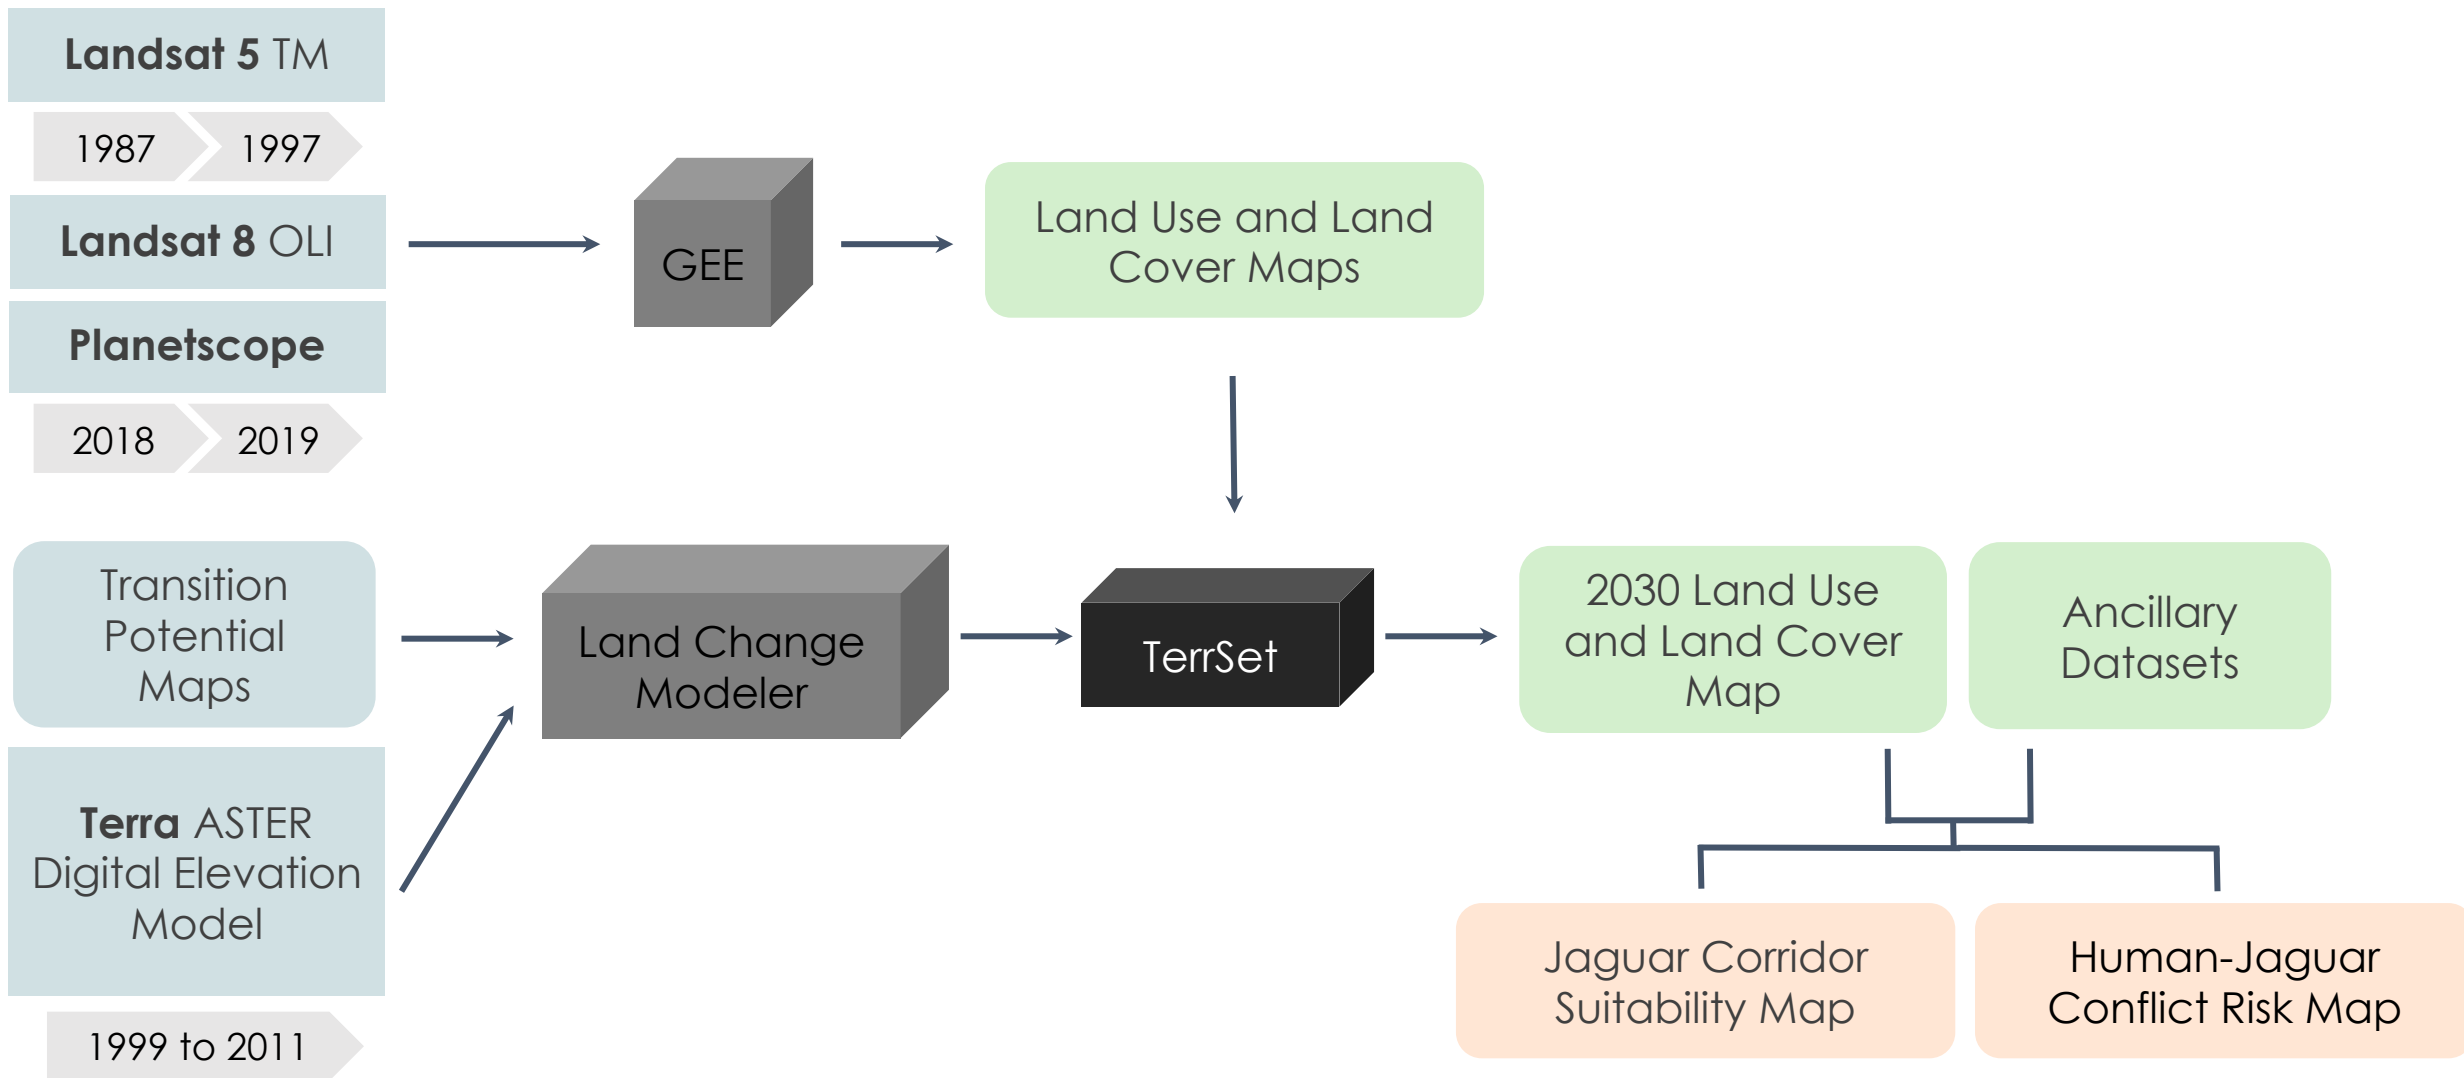 Landsat 5 TM
1987
1997
Landsat 8 OLI
Planetscope
2018
2019
GEE
Land Use and Land
Cover Maps
Transition
Potential
Maps
Terra ASTER
Digital Elevation
Model
1999 to 2011
Land Change
Modeler
TerrSet
2030 Land Use
and Land Cover
Map
Ancillary
Datasets
Jaguar Corridor
Suitability Map
Human-Jaguar
Conflict Risk Map